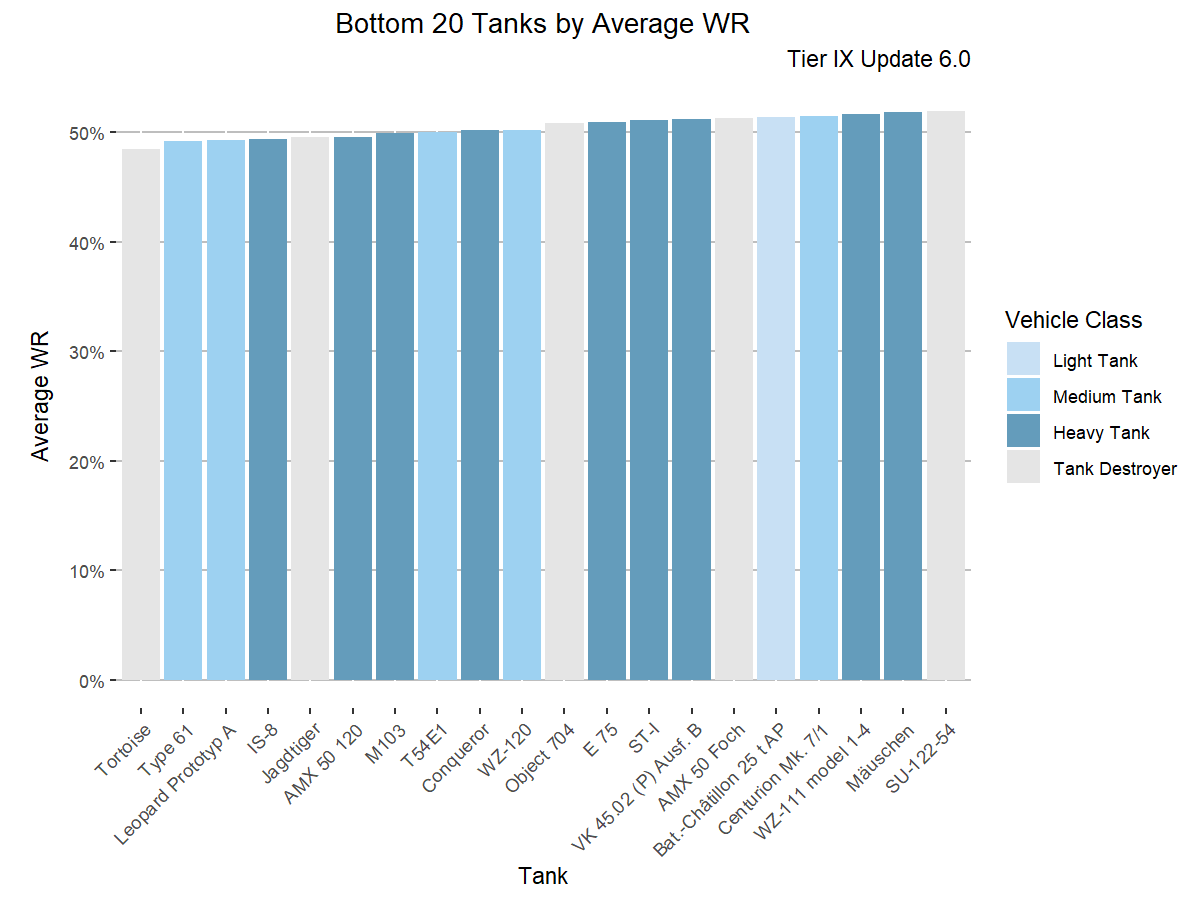 Bottom 20 Tanks by Average WR
Tier IX Update 6.0
Average WR
50%
40%
30%
20%
10%
0%
Tortoise
Type 61
Leopard Prototyp A
IS-8
Jagdtiger
AMX 50 120
M103
T54E1
Conqueror
WZ-120
Object 704
E 75
ST-I
VK 45.02 (P) Ausf. B
AMX 50 Foch
Bat.-Châtillon 25 t AP
Centurion Mk. 7/1
WZ-111 model 1-4
Mäuschen
SU-122-54
Tank
Vehicle Class
Light Tank
Medium Tank
Heavy Tank
Tank Destroyer